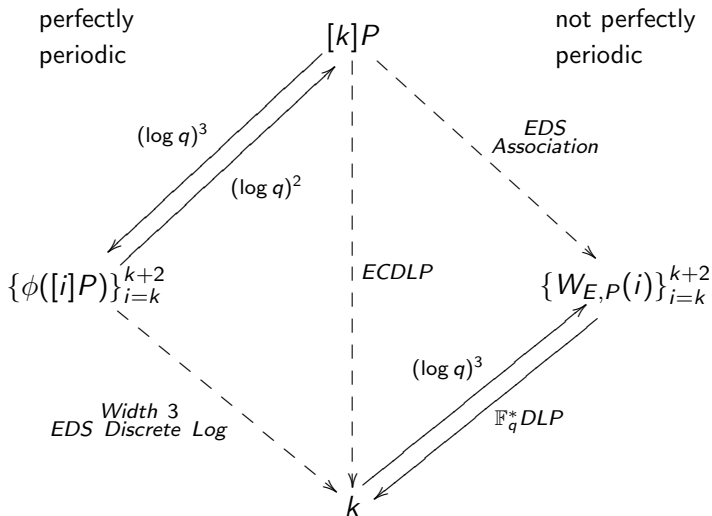 perfectly
periodic
[k]P
not perfectly
periodic
(log q)^3
(log q)^2
EDS
Association
{ϕ([i]P)}_{i=k}^{k+2}
ECDLP
{W_{E,P}(i)}_{i=k}^{k+2}
(log q)^3
𝔽_q^* DLP
Width 3
EDS Discrete Log
k